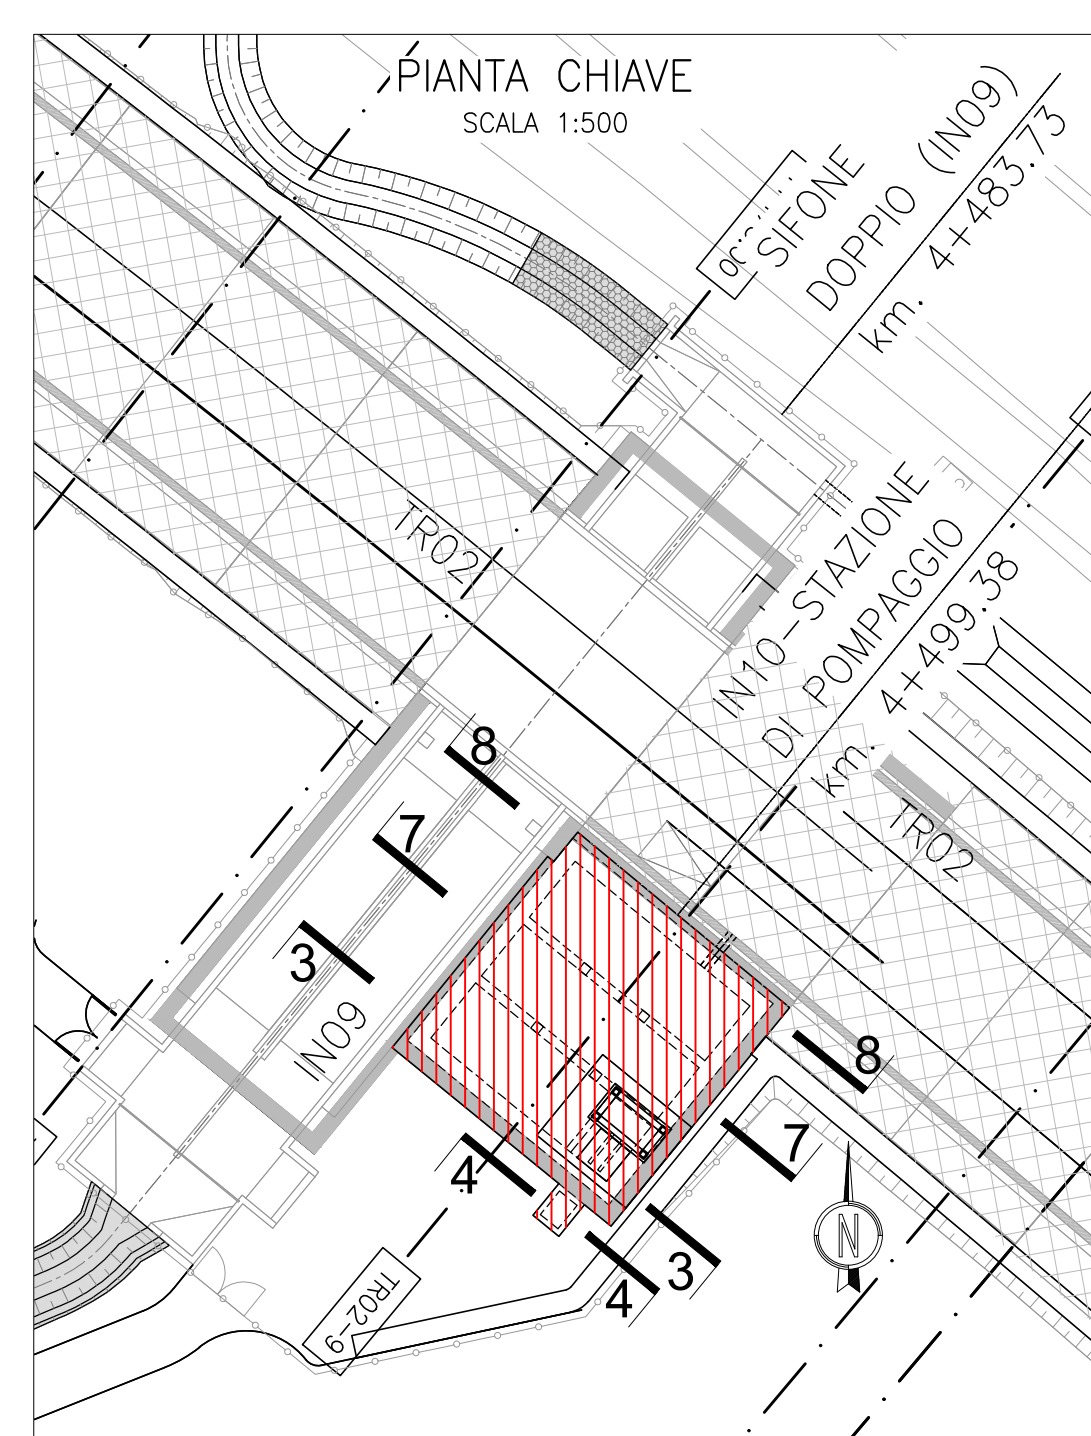 PIANTA CHIAVE
SCALA 1:500
SIFONE
DOPPIO (IN09)
km. 4+483.73
TR02
IN10-STAZIONE
DI POMPAGGIO
km. 4+499.38
TR02
8
7
3
IN09
8
7
4
3
4
N
TR02-9